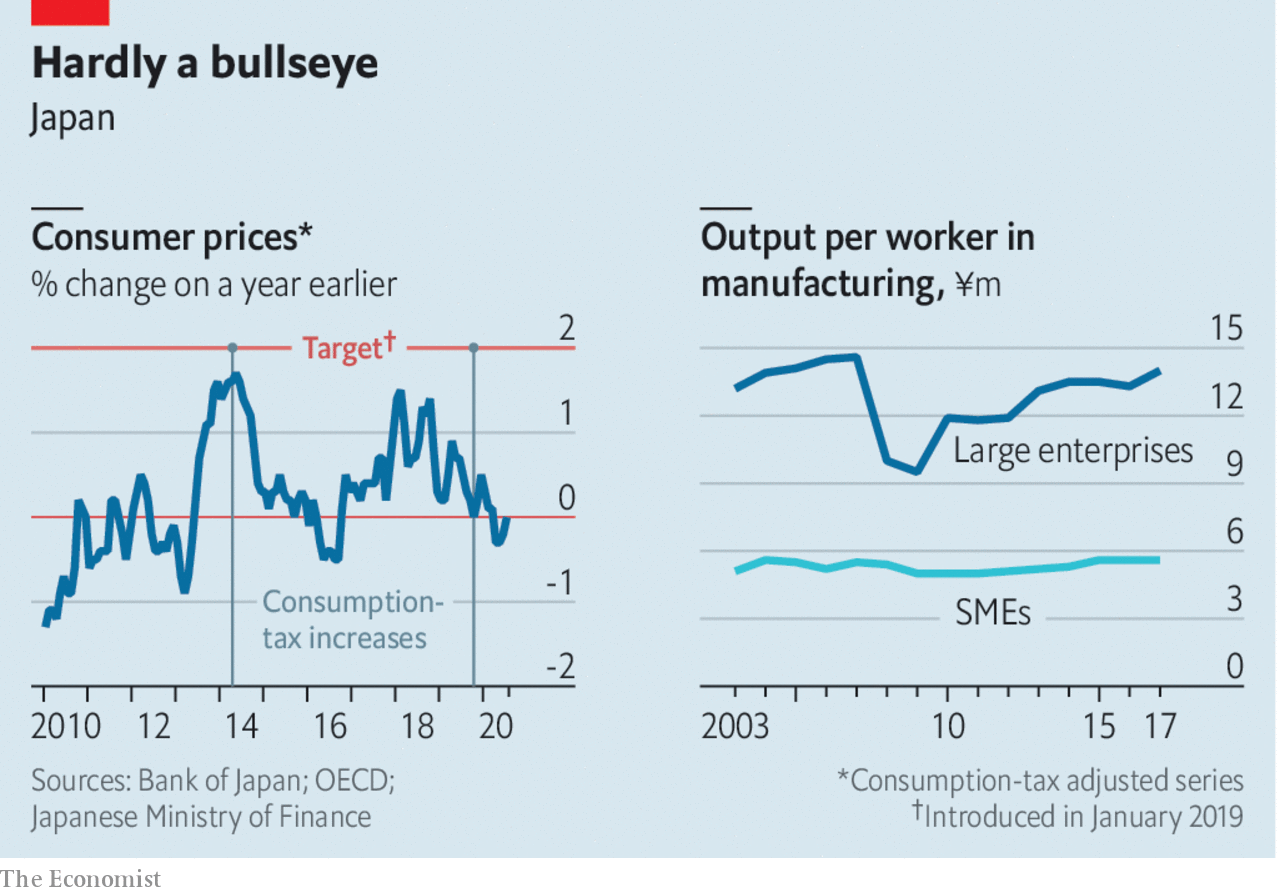 Hardly a bullseye
Japan
Consumer prices*
% change on a year earlier
2
Target†
1
0
-1
Consumption-
tax increases
-2
2010 12 14 16 18 20
Output per worker in
manufacturing, ¥m
15
12
Large enterprises
9
6
3
SMEs
0
2003 10 15 17
Sources: Bank of Japan; OECD;
Japanese Ministry of Finance
*Consumption-tax adjusted series
†Introduced in January 2019
The Economist